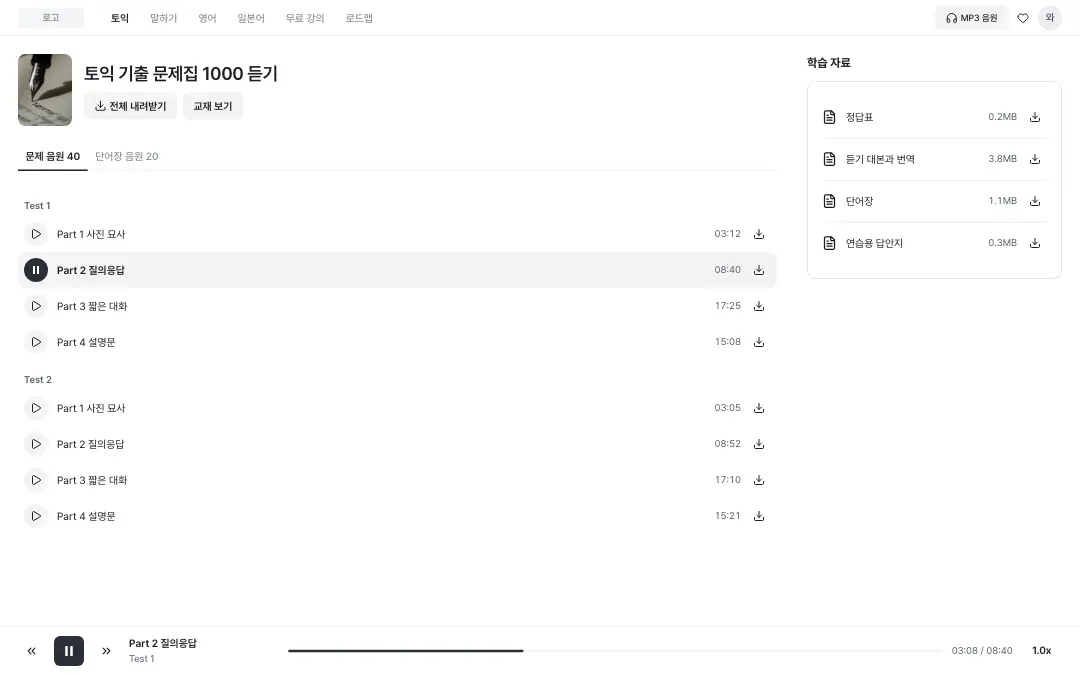 로고
토익
말하기
영어
일본어
무료 강의
로드맵
MP3 음원
와
토익 기출 문제집 1000 듣기
전체 내려받기
교재 보기
문제 음원 40
단어장 음원 20
Test 1
Part 1 사진 묘사
03:12
Part 2 질의응답
08:40
Part 3 짧은 대화
17:25
Part 4 설명문
15:08
Test 2
Part 1 사진 묘사
03:05
Part 2 질의응답
08:52
Part 3 짧은 대화
17:10
Part 4 설명문
15:21
학습 자료
정답표
0.2MB
듣기 대본과 번역
3.8MB
단어장
1.1MB
연습용 답안지
0.3MB
Part 2 질의응답
Test 1
03:08 / 08:40
1.0x